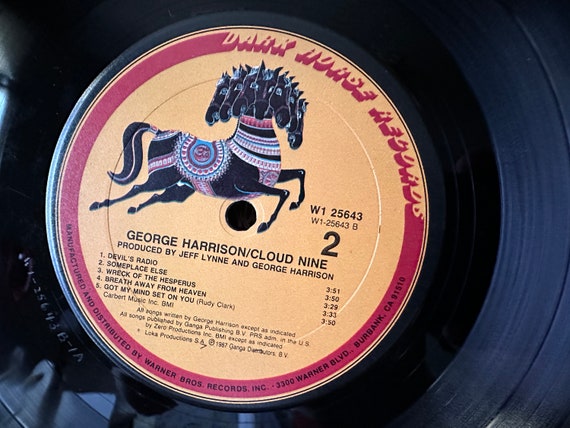 DARK HORSE RECORDS
W1 25643
W1-25643 B
2
GEORGE HARRISON/CLOUD NINE
PRODUCED BY JEFF LYNNE AND GEORGE HARRISON
1. DEVIL'S RADIO 3:51
2. SOMEPLACE ELSE 3:50
3. WRECK OF THE HESPERUS 3:29
4. BREATH AWAY FROM HEAVEN 3:33
5. GOT MY MIND SET ON YOU (Rudy Clark) 3:50
Carbert Music Inc. BMI
All songs written by George Harrison except as indicated
All songs published by Ganga Publishing B.V. PRS adm. in the U.S.
by Zero Productions Inc. BMI except as indicated
Loka Productions S.A. ℗1987 Ganga Distributors B.V.
MANUFACTURED AND DISTRIBUTED BY WARNER BROS. RECORDS, INC. · 3300 WARNER BLVD., BURBANK, CA 91510